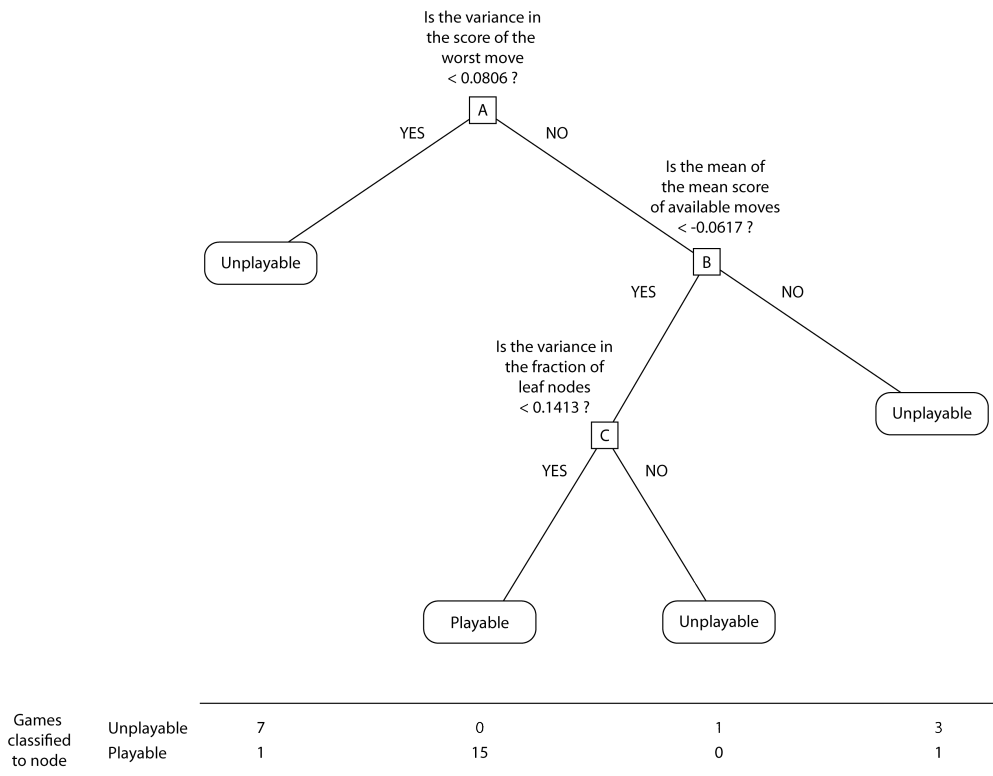 Is the variance in
the score of the
worst move
< 0.0806 ?
A
YES
NO
Is the mean of
the mean score
of available moves
< -0.0617 ?
Unplayable
B
YES
NO
Is the variance in
the fraction of
leaf nodes
< 0.1413 ?
Unplayable
C
YES
NO
Playable
Unplayable
Games
classified
to node
Unplayable 7 0 1 3
Playable 1 15 0 1